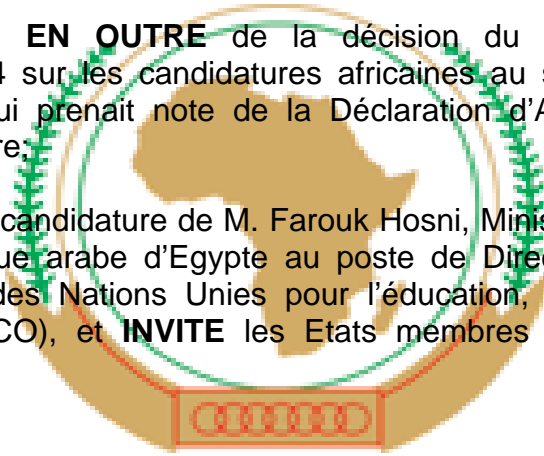 EN OUTRE de la décision du
4 sur les candidatures africaines au
ui prenait note de la Déclaration
re;
candidature de M. Farouk Hosni,
ue arabe d'Egypte au poste de
des Nations Unies pour l'éducation,
CO), et INVITE les Etats membres